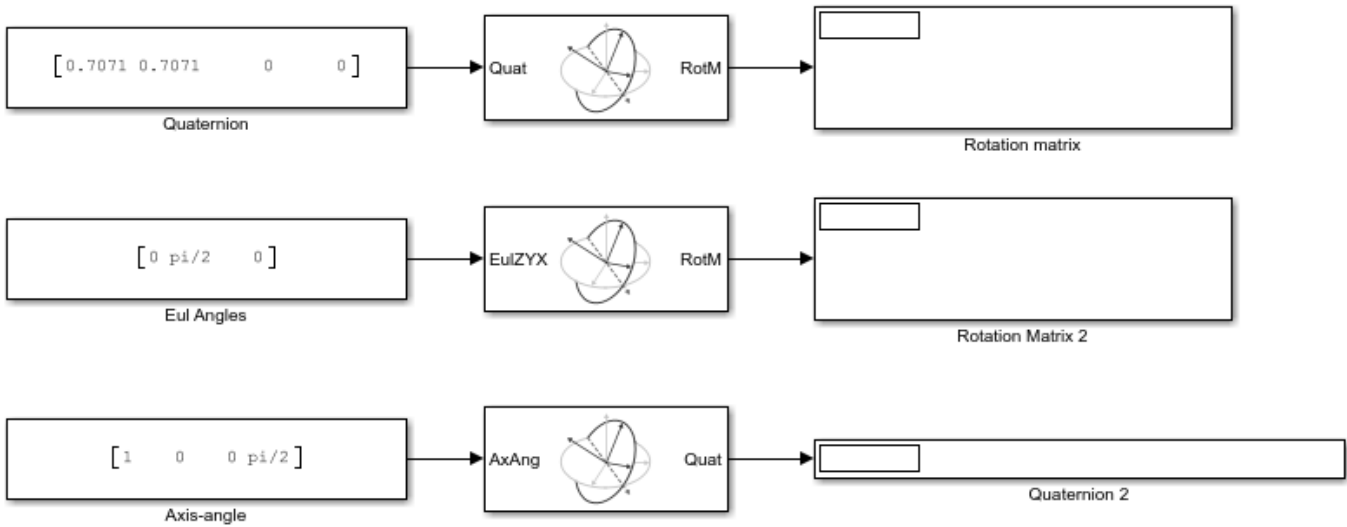 [0.7071 0.7071 0 0]
Quat
RotM
Quaternion
Rotation matrix
[0 pi/2 0]
EulZYX
RotM
Eul Angles
Rotation Matrix 2
[1 0 0 pi/2]
AxAng
Quat
Axis-angle
Quaternion 2